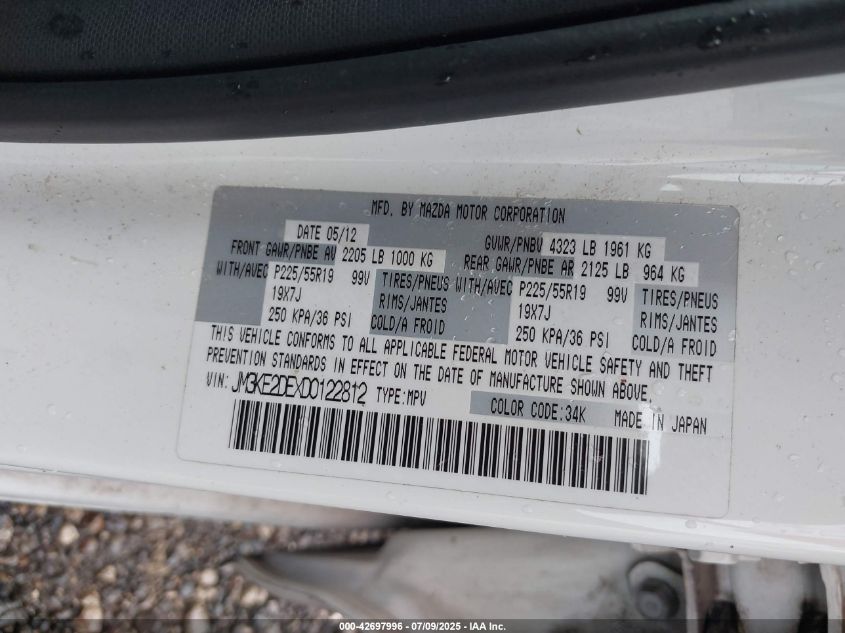 MFD. BY MAZDA MOTOR CORPORATION
DATE 05/12
GVWR/PNBV 4323 LB 1961 KG
FRONT GAWR/PNBE AV 2205 LB 1000 KG
REAR GAWR/PNBE AR 2125 LB 964 KG
WITH/AVEC P225/55R19 99V TIRES/PNEUS WITH/AVEC P225/55R19 99V TIRES/PNEUS
19X7J RIMS/JANTES 19X7J RIMS/JANTES
250 KPA/36 PSI COLD/A FROID 250 KPA/36 PSI COLD/A FROID
THIS VEHICLE CONFORMS TO ALL APPLICABLE FEDERAL MOTOR VEHICLE SAFETY AND THEFT
PREVENTION STANDARDS IN EFFECT ON THE DATE OF MANUFACTURE SHOWN ABOVE.
VIN: JM3KE2DEXD0122812 TYPE:MPV COLOR CODE:34K MADE IN JAPAN
000-42697996 - 07/09/2025 - IAA Inc.